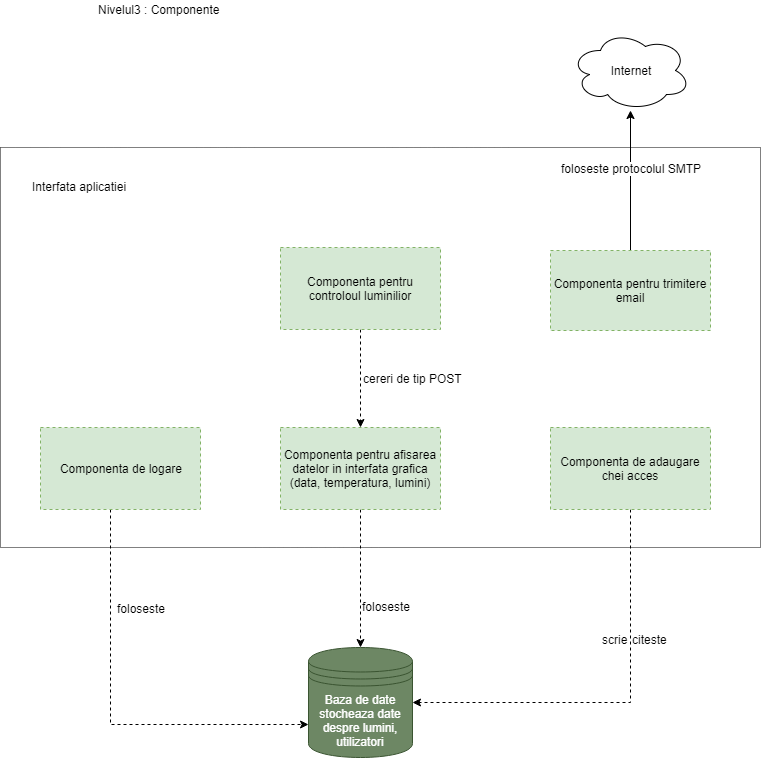 Nivelul3 : Componente
Internet
foloseste protocolul SMTP
Interfata aplicatiei
Componenta pentru
controloul luminilior
Componenta pentru trimitere
email
cereri de tip POST
Componenta de logare
Componenta pentru afisarea
datelor in interfata grafica
(data, temperatura, lumini)
Componenta de adaugare
chei acces
foloseste
foloseste
scrie citeste
Baza de date
stocheaza date
despre lumini,
utilizatori